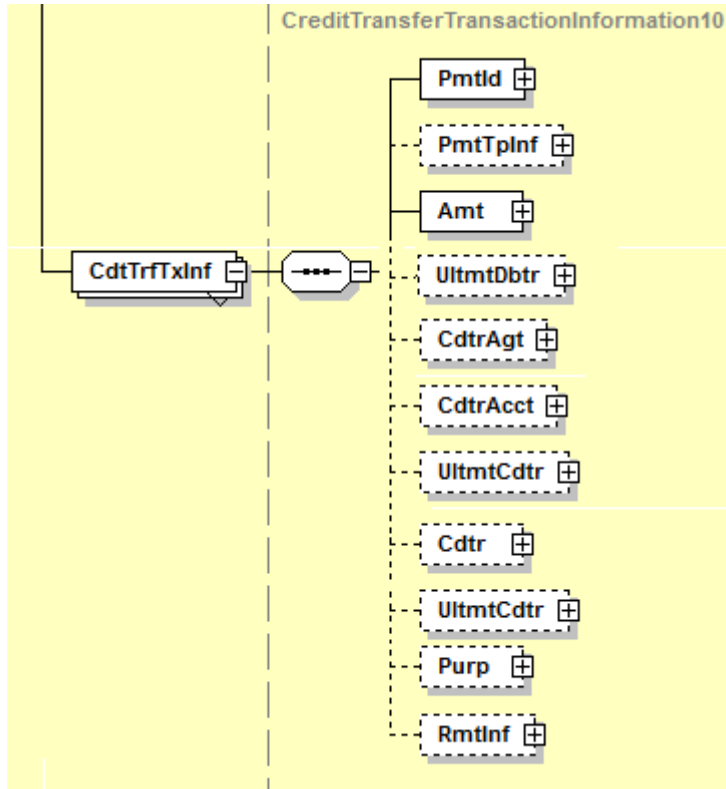 CreditTransferTransactionInformation10
PmtId
PmtTpInf
Amt
CdtTrfTxInf
UltmtDbtr
CdtrAgt
CdtrAcct
UltmtCdtr
Cdtr
UltmtCdtr
Purp
RmtInf